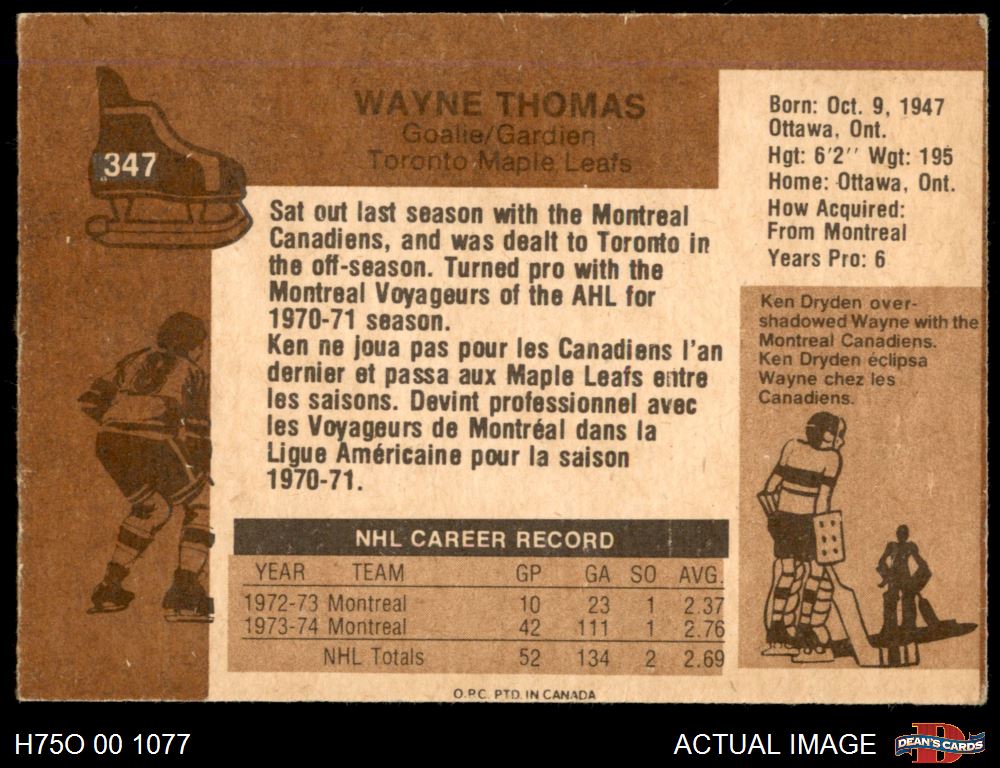 347
WAYNE THOMAS
Goalie/Gardien
Toronto Maple Leafs
Born: Oct. 9, 1947
Ottawa, Ont.
Hgt: 6'2'' Wgt: 195
Home: Ottawa, Ont.
How Acquired:
From Montreal
Years Pro: 6
Sat out last season with the Montreal
Canadiens, and was dealt to Toronto in
the off-season. Turned pro with the
Montreal Voyageurs of the AHL for
1970-71 season.
Ken ne joua pas pour les Canadiens l'an
dernier et passa aux Maple Leafs entre
les saisons. Devint professionnel avec
les Voyageurs de Montréal dans la
Ligue Américaine pour la saison
1970-71.
Ken Dryden over-
shadowed Wayne with the
Montreal Canadiens.
Ken Dryden éclipsa
Wayne chez les
Canadiens.
NHL CAREER RECORD
YEAR TEAM GP GA SO AVG.
1972-73 Montreal 10 23 1 2.37
1973-74 Montreal 42 111 1 2.76
NHL Totals 52 134 2 2.69
O.P.C. PTD. IN CANADA
H75O 00 1077
ACTUAL IMAGE
D
DEAN'S CARDS